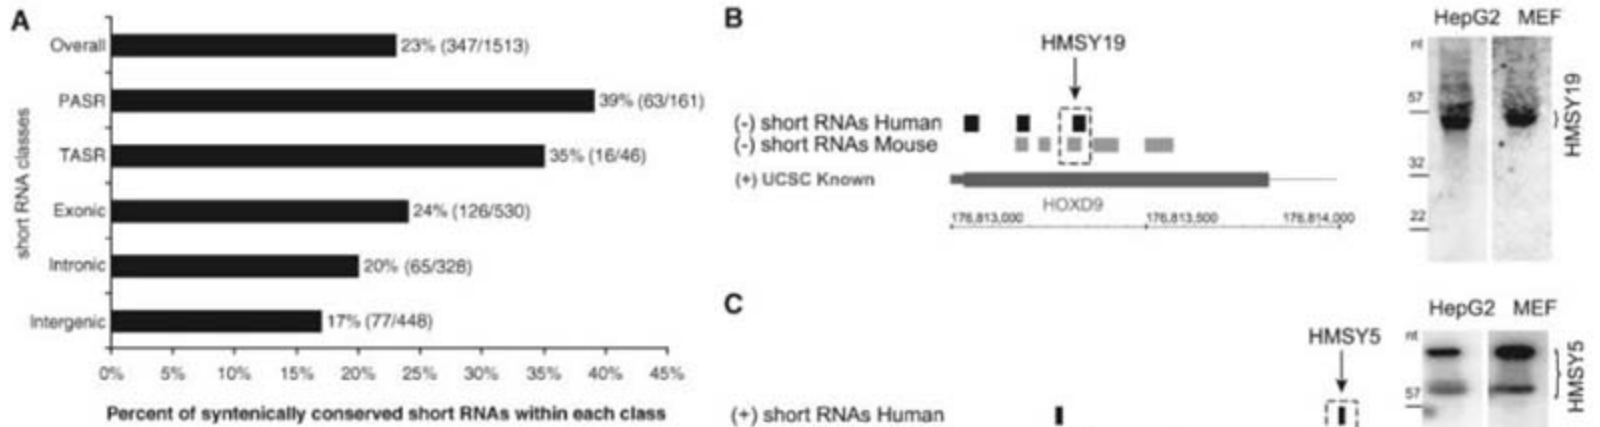 A
short RNA classes
Overall 23% (347/1513)
PASR 39% (63/161)
TASR 35% (16/46)
Exonic 24% (126/530)
Intronic 20% (65/328)
Intergenic 17% (77/448)
0% 5% 10% 15% 20% 25% 30% 35% 40% 45%
Percent of syntenically conserved short RNAs within each class
B
HMSY19
(-) short RNAs Human
(-) short RNAs Mouse
(+) UCSC Known
HOXD9
176,813,000 176,813,500 176,814,000
HepG2 MEF
nt
57
32
22
HMSY19
C
HMSY5
(+) short RNAs Human
HepG2 MEF
nt
57
HMSY5